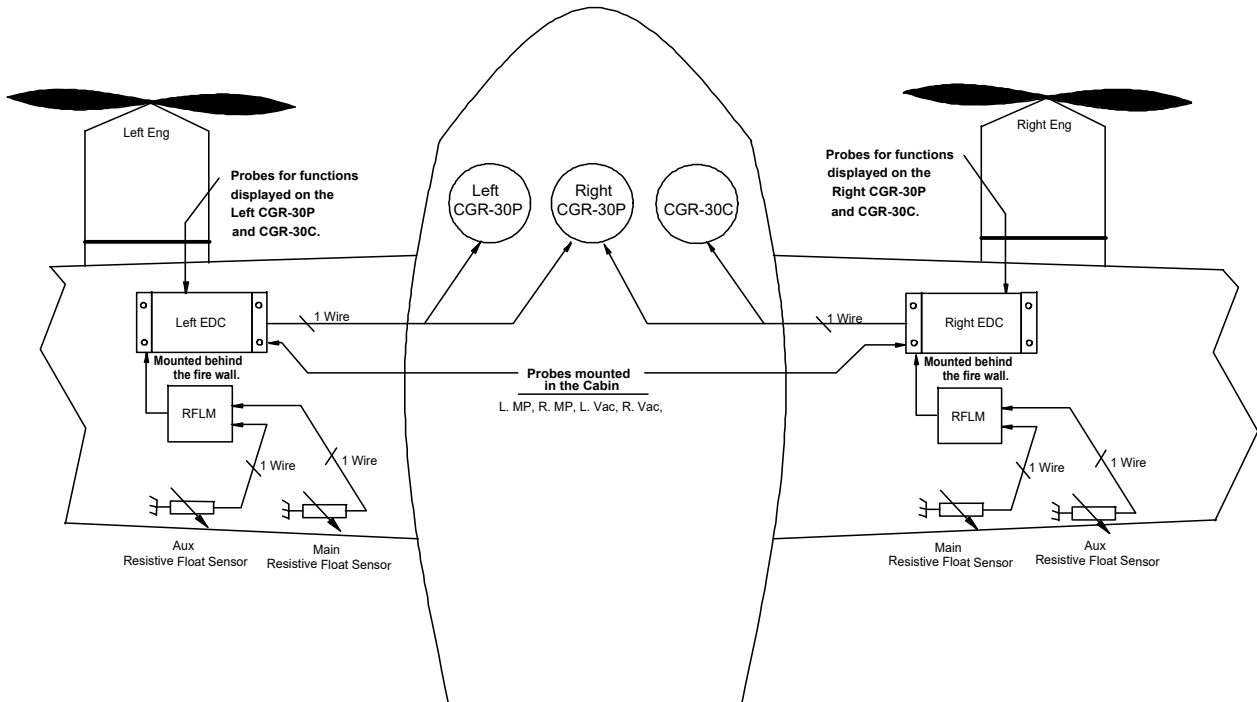 Left Eng
Right Eng
Probes for functions
displayed on the
Left CGR-30P
and CGR-30C.
Left
CGR-30P
Right
CGR-30P
CGR-30C
Probes for functions
displayed on the
Right CGR-30P
and CGR-30C.
Left EDC
1 Wire
1 Wire
Right EDC
Mounted behind
the fire wall.
Probes mounted
in the Cabin
L. MP, R. MP, L. Vac, R. Vac,
Mounted behind
the fire wall.
RFLM
RFLM
1 Wire
1 Wire
1 Wire
1 Wire
Aux
Resistive Float Sensor
Main
Resistive Float Sensor
Main
Resistive Float Sensor
Aux
Resistive Float Sensor